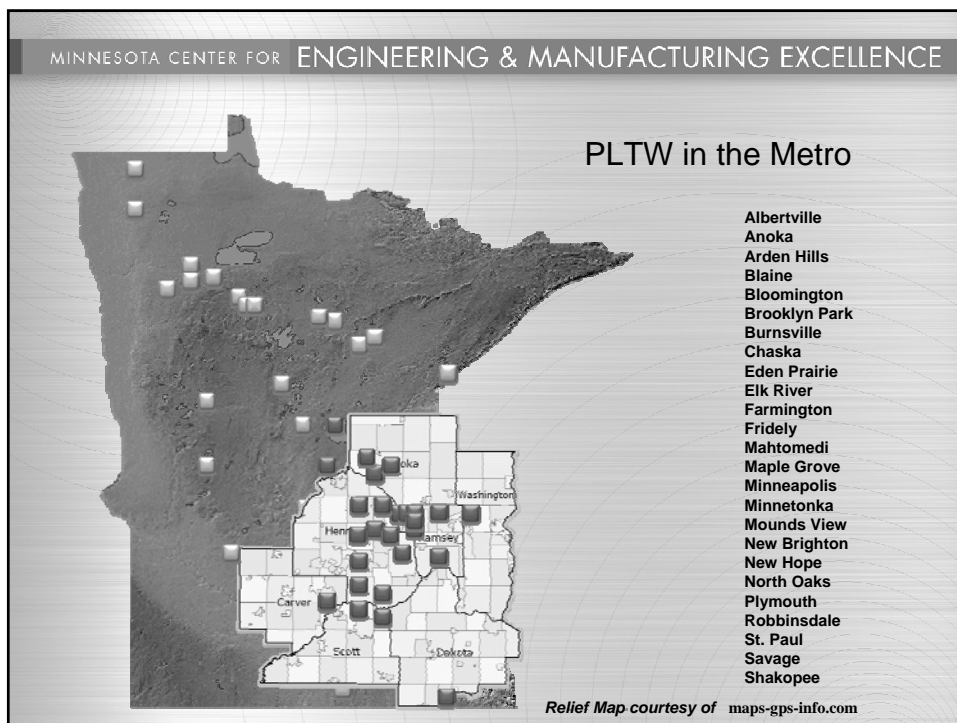 MINNESOTA CENTER FOR ENGINEERING & MANUFACTURING EXCELLENCE
PLTW in the Metro
Albertville
Anoka
Arden Hills
Blaine
Bloomington
Brooklyn Park
Burnsville
Chaska
Eden Prairie
Elk River
Farmington
Fridely
Mahtomedi
Maple Grove
Minneapolis
Minnetonka
Mounds View
New Brighton
New Hope
North Oaks
Plymouth
Robbinsdale
St. Paul
Savage
Shakopee
oka
Washington
Henn
amsey
Carver
Scott
Dakota
Relief Map courtesy of maps-gps-info.com